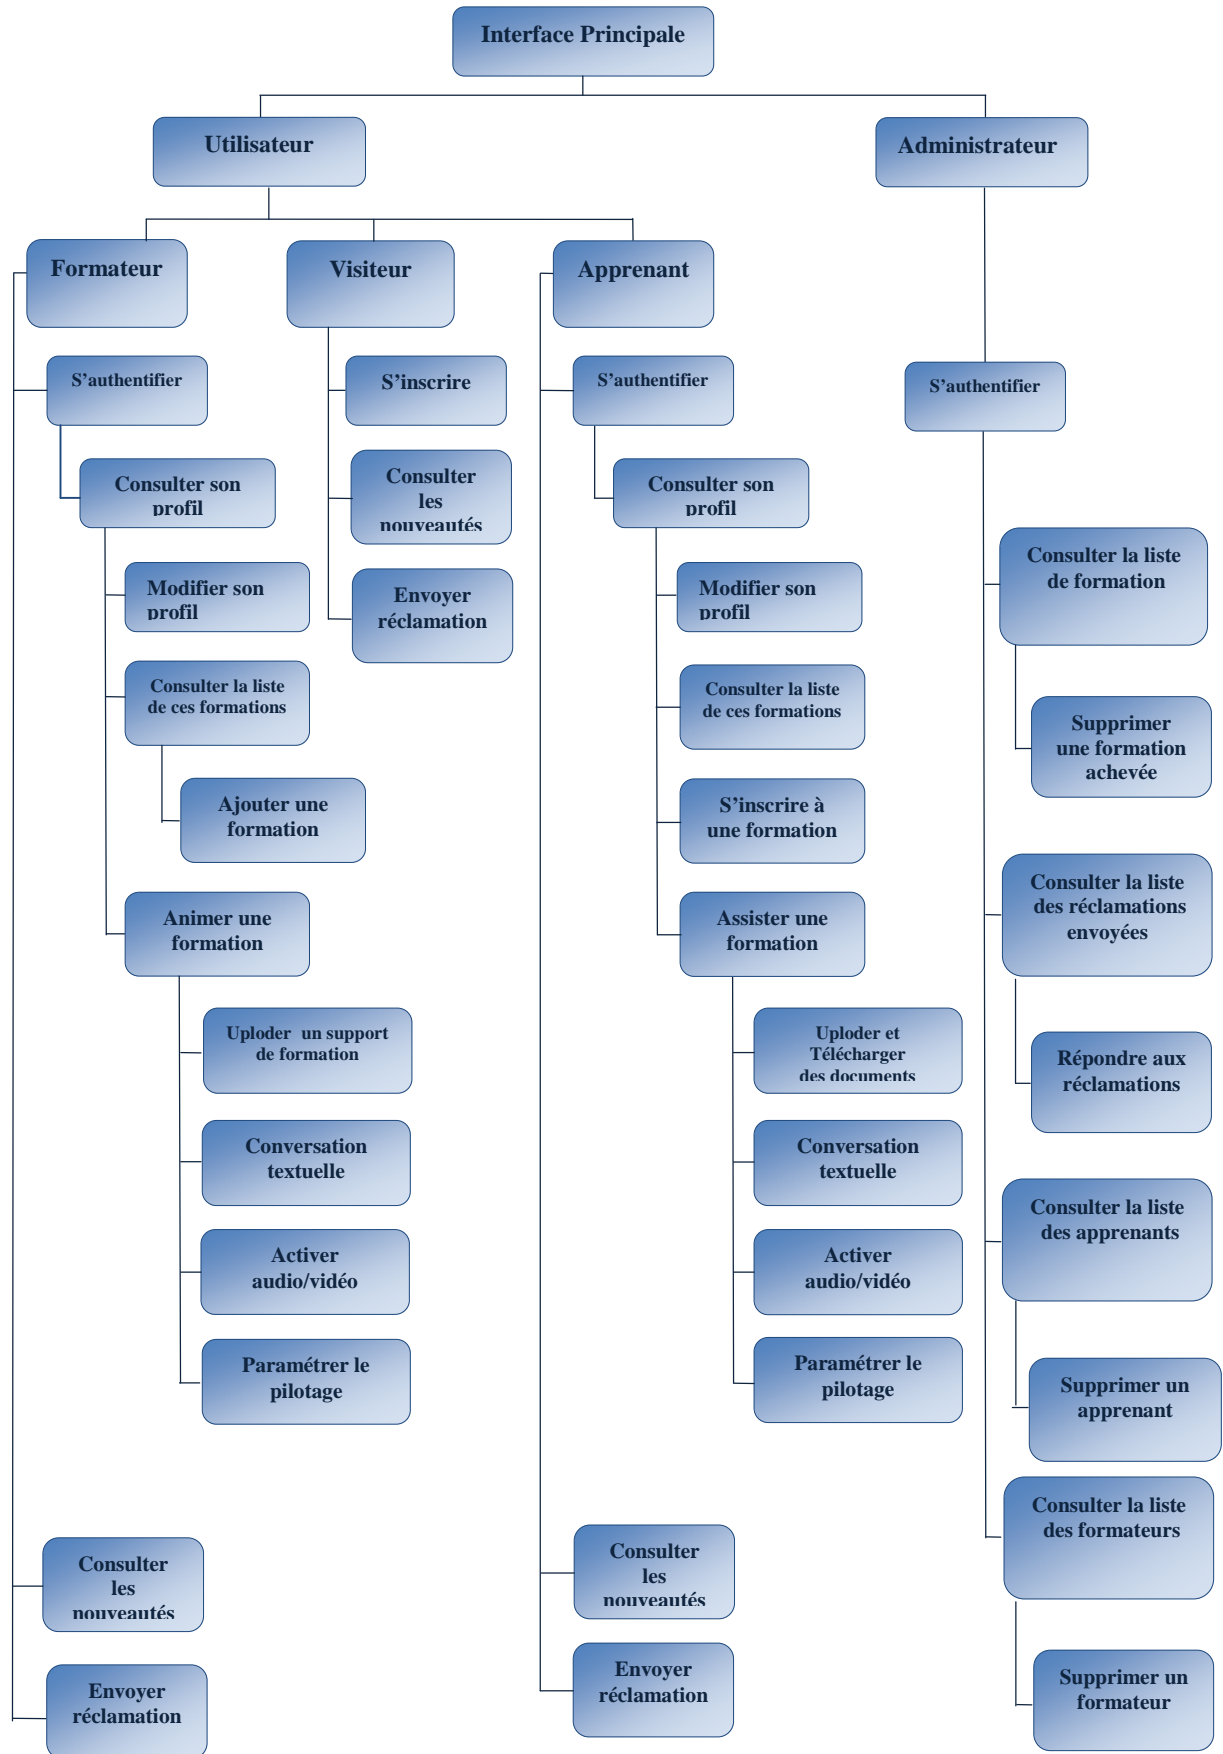 Interface Principale
Utilisateur
Administrateur
Formateur
Visiteur
Apprenant
S'authentifier
Consulter son
profil
Modifier son
profil
Consulter la liste
de ces formations
Ajouter une
formation
Animer une
formation
Uploder  un support
de formation
Conversation
textuelle
Activer
audio/vidéo
Paramétrer le
pilotage
Consulter
les
nouveautés
Envoyer
réclamation
S'inscrire
Consulter
les
nouveautés
Envoyer
réclamation
S'authentifier
Consulter son
profil
Modifier son
profil
Consulter la liste
de ces formations
S'inscrire à
une formation
Assister une
formation
Uploder et
Télécharger
des documents
Conversation
textuelle
Activer
audio/vidéo
Paramétrer le
pilotage
Consulter
les
nouveautés
Envoyer
réclamation
S'authentifier
Consulter la liste
de formation
Supprimer
une formation
achevée
Consulter la liste
des réclamations
envoyées
Répondre aux
réclamations
Consulter la liste
des apprenants
Supprimer un
apprenant
Consulter la liste
des formateurs
Supprimer un
formateur